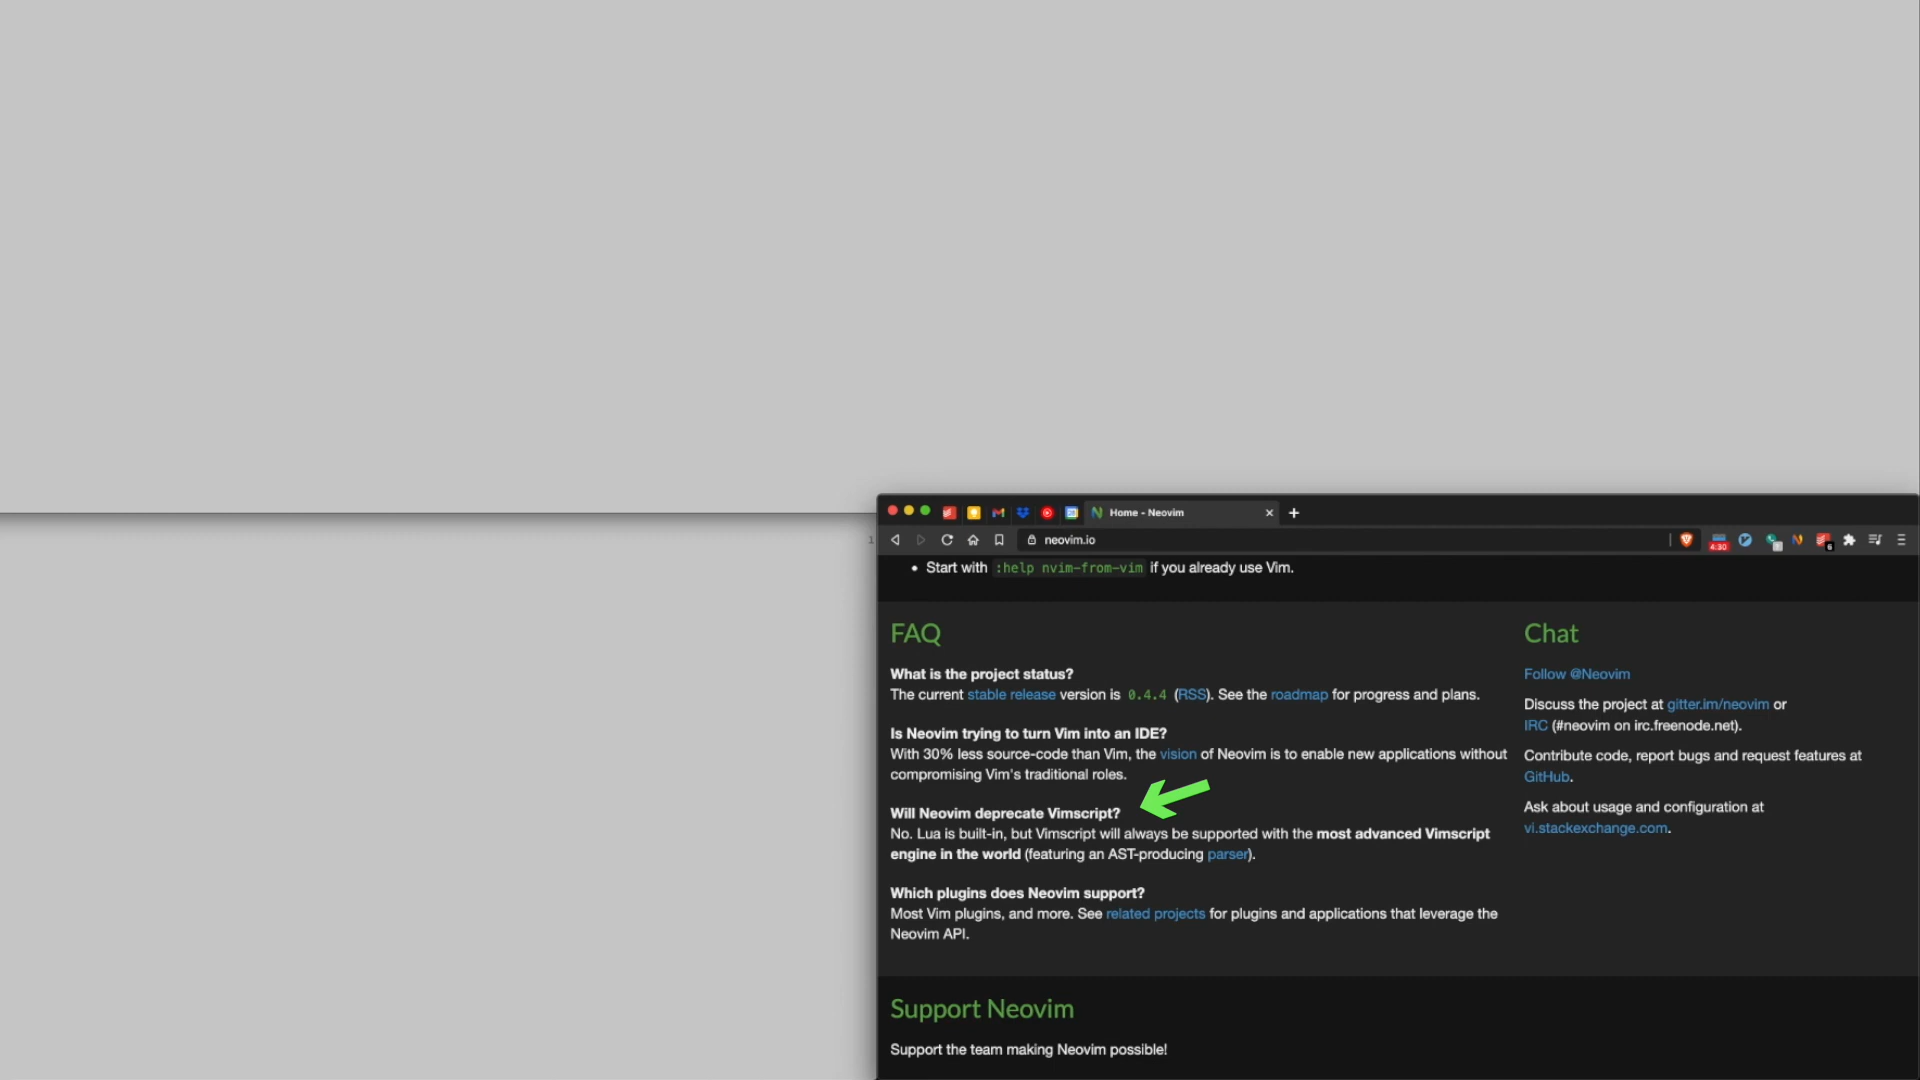 Home - Neovim
1
neovim.io
4:30
6
• Start with :help nvim-from-vim if you already use Vim.
FAQ
What is the project status?
The current stable release version is 0.4.4 (RSS). See the roadmap for progress and plans.
Is Neovim trying to turn Vim into an IDE?
With 30% less source-code than Vim, the vision of Neovim is to enable new applications without
compromising Vim's traditional roles.
Will Neovim deprecate Vimscript?
No. Lua is built-in, but Vimscript will always be supported with the most advanced Vimscript
engine in the world (featuring an AST-producing parser).
Which plugins does Neovim support?
Most Vim plugins, and more. See related projects for plugins and applications that leverage the
Neovim API.
Chat
Follow @Neovim
Discuss the project at gitter.im/neovim or
IRC (#neovim on irc.freenode.net).
Contribute code, report bugs and request features at
GitHub.
Ask about usage and configuration at
vi.stackexchange.com.
Support Neovim
Support the team making Neovim possible!